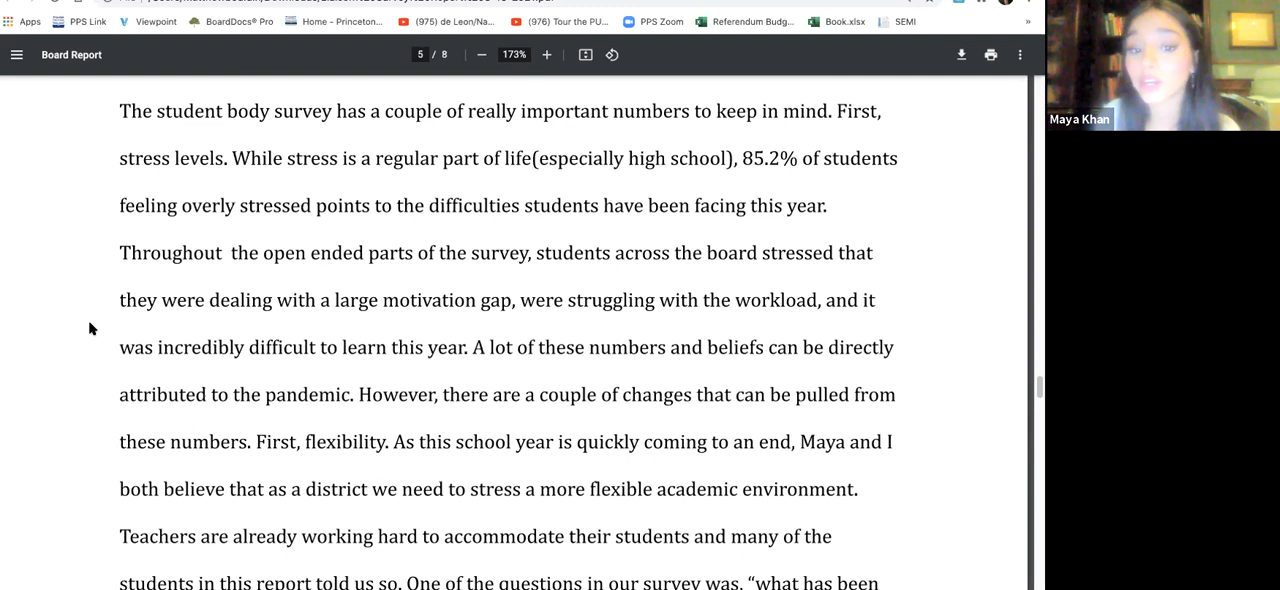 Apps PPS Link Viewpoint BoardDocs® Pro Home - Princeton... (975) de Leon/Na... (976) Tour the PU... PPS Zoom Referendum Budg... Book.xlsx SEMI »
Board Report 5 / 8 — 173% +
Maya Khan
The student body survey has a couple of really important numbers to keep in mind. First,
stress levels. While stress is a regular part of life(especially high school), 85.2% of students
feeling overly stressed points to the difficulties students have been facing this year.
Throughout  the open ended parts of the survey, students across the board stressed that
they were dealing with a large motivation gap, were struggling with the workload, and it
was incredibly difficult to learn this year. A lot of these numbers and beliefs can be directly
attributed to the pandemic. However, there are a couple of changes that can be pulled from
these numbers. First, flexibility. As this school year is quickly coming to an end, Maya and I
both believe that as a district we need to stress a more flexible academic environment.
Teachers are already working hard to accommodate their students and many of the
students in this report told us so. One of the questions in our survey was, “what has been